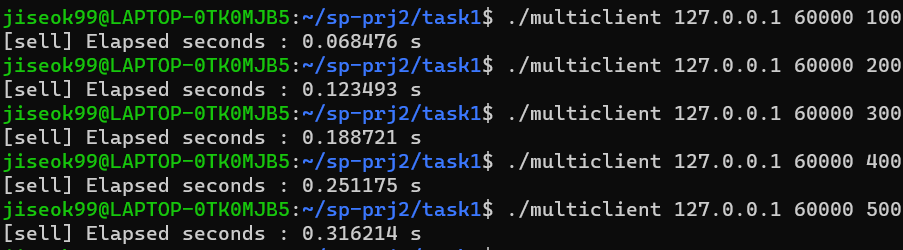 jiseok99@LAPTOP-0TK0MJB5:~/sp-prj2/task1$ ./multiclient 127.0.0.1 60000 100
[sell] Elapsed seconds : 0.068476 s
jiseok99@LAPTOP-0TK0MJB5:~/sp-prj2/task1$ ./multiclient 127.0.0.1 60000 200
[sell] Elapsed seconds : 0.123493 s
jiseok99@LAPTOP-0TK0MJB5:~/sp-prj2/task1$ ./multiclient 127.0.0.1 60000 300
[sell] Elapsed seconds : 0.188721 s
jiseok99@LAPTOP-0TK0MJB5:~/sp-prj2/task1$ ./multiclient 127.0.0.1 60000 400
[sell] Elapsed seconds : 0.251175 s
jiseok99@LAPTOP-0TK0MJB5:~/sp-prj2/task1$ ./multiclient 127.0.0.1 60000 500
[sell] Elapsed seconds : 0.316214 s